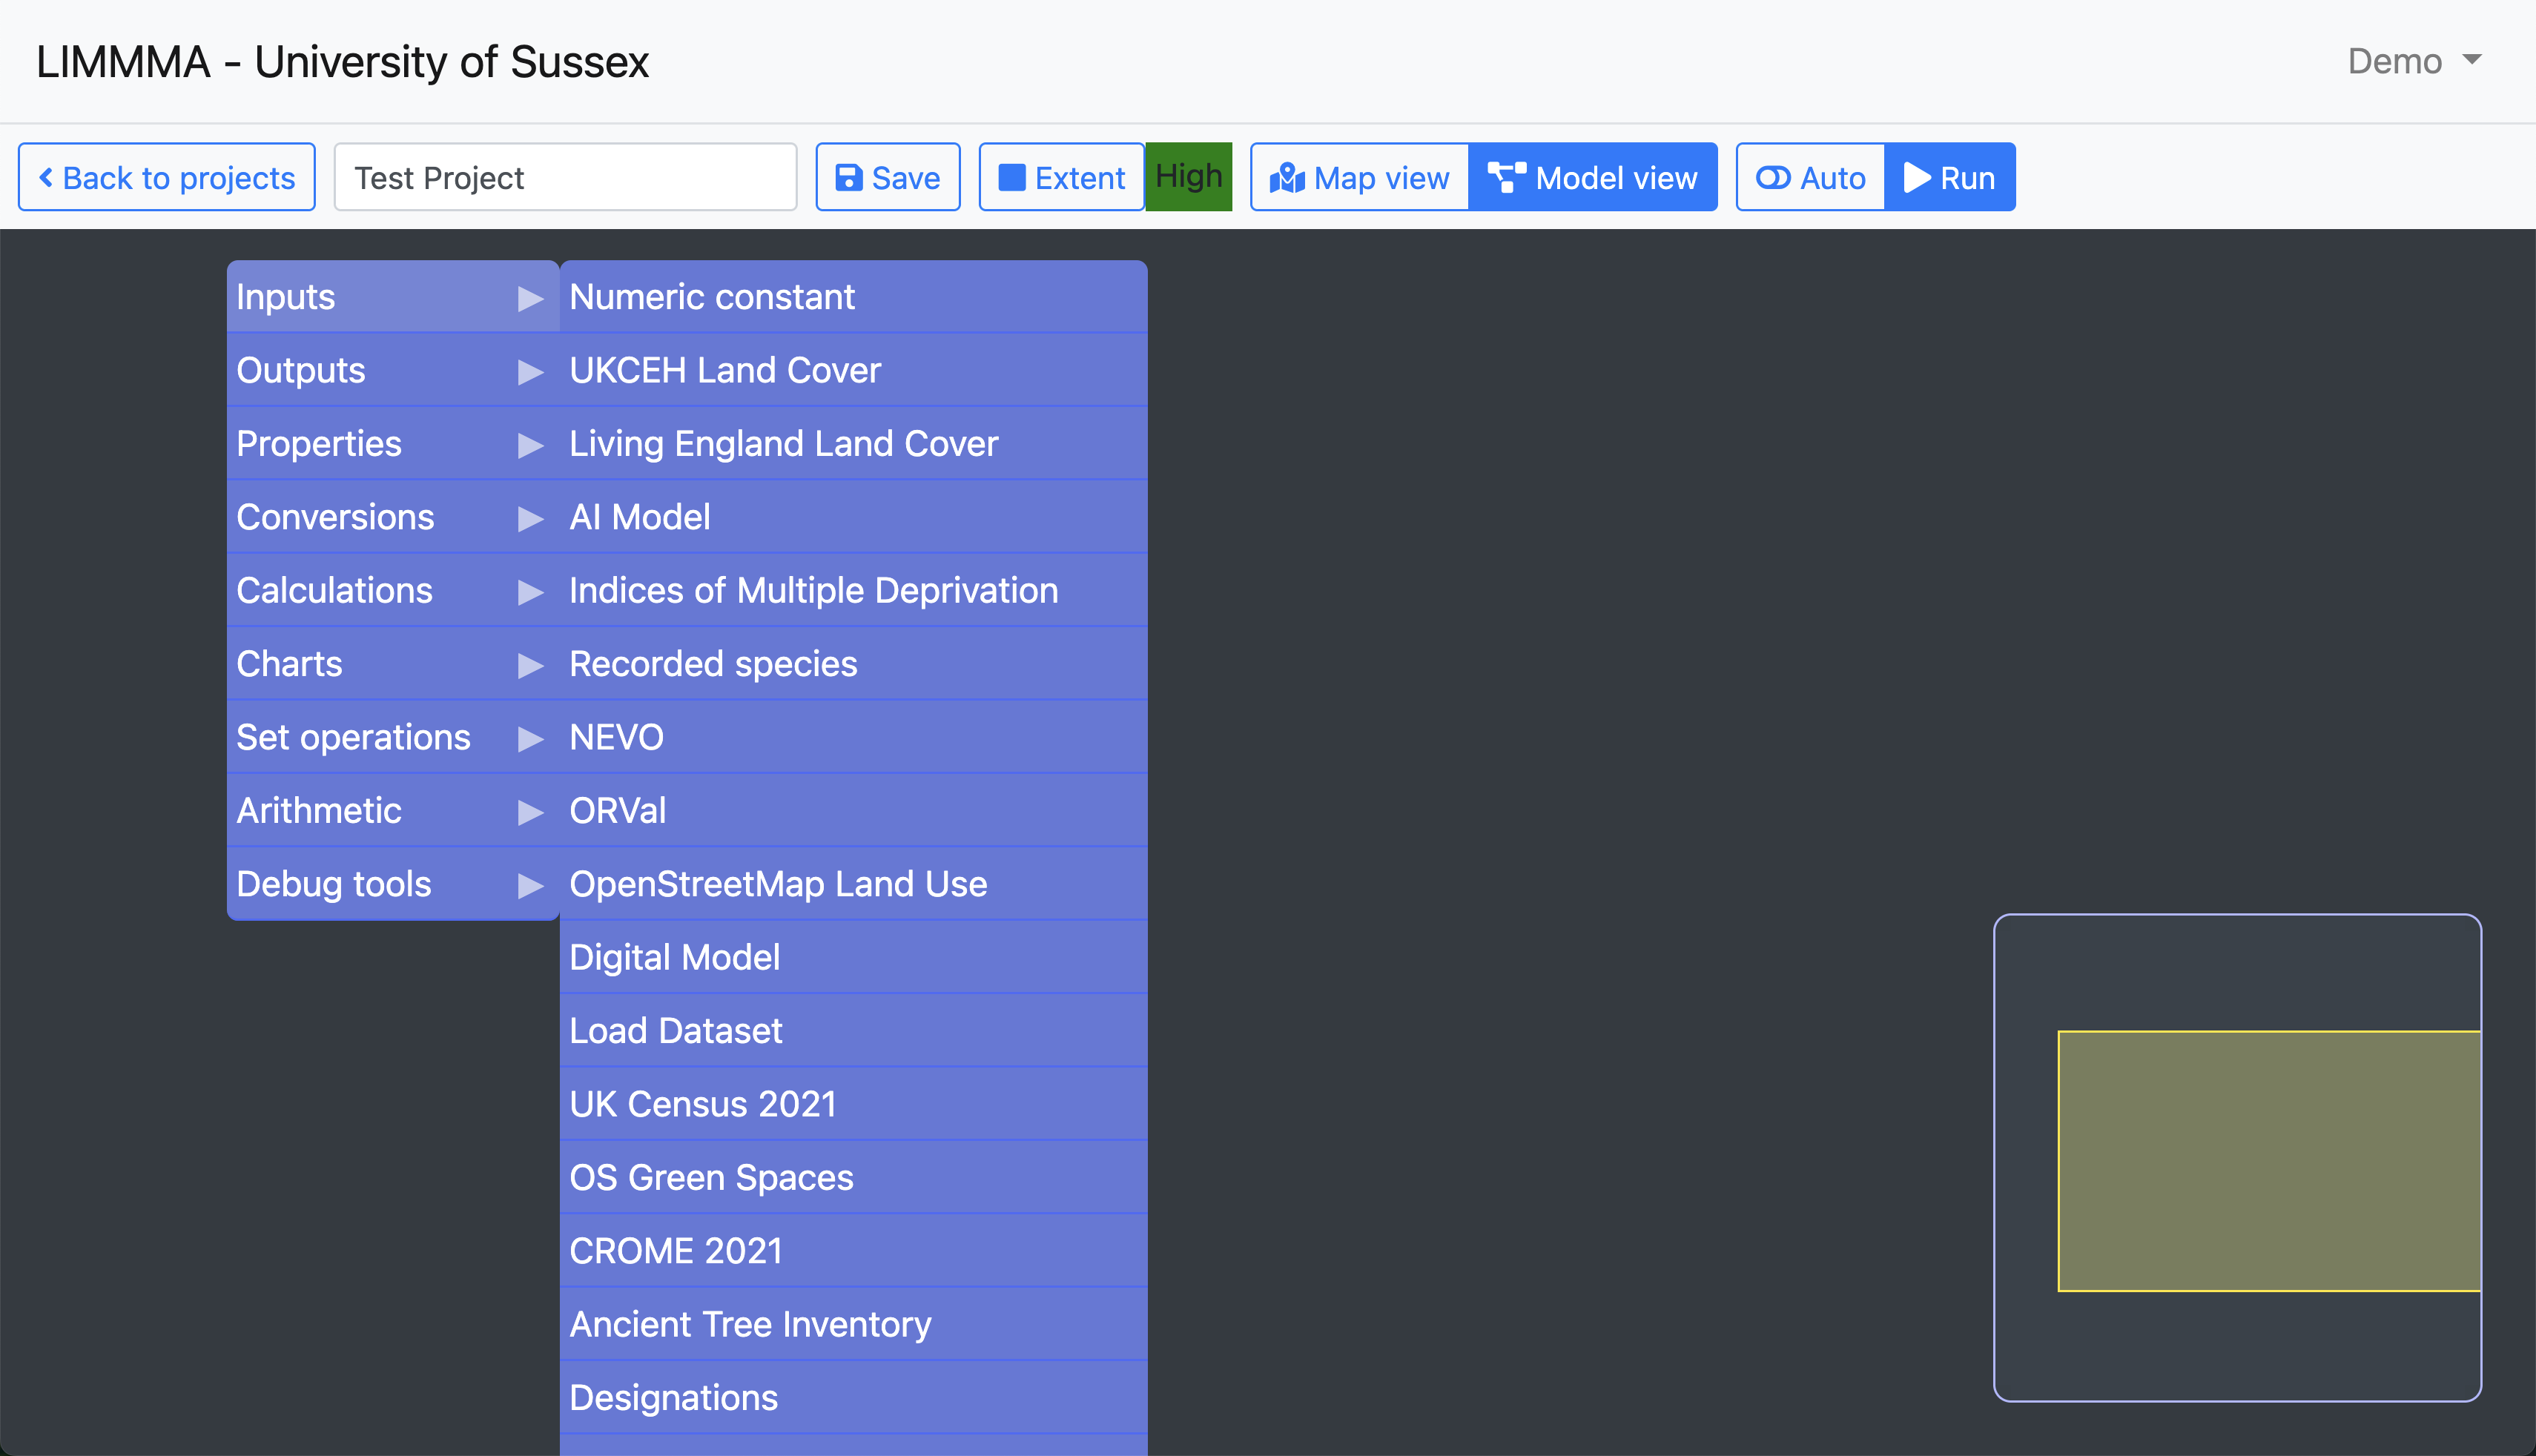 LIMMMA - University of Sussex
Demo
Back to projects
Test Project
Save
Extent
High
Map view
Model view
Auto
Run
Inputs
Outputs
Properties
Conversions
Calculations
Charts
Set operations
Arithmetic
Debug tools
Numeric constant
UKCEH Land Cover
Living England Land Cover
AI Model
Indices of Multiple Deprivation
Recorded species
NEVO
ORVal
OpenStreetMap Land Use
Digital Model
Load Dataset
UK Census 2021
OS Green Spaces
CROME 2021
Ancient Tree Inventory
Designations